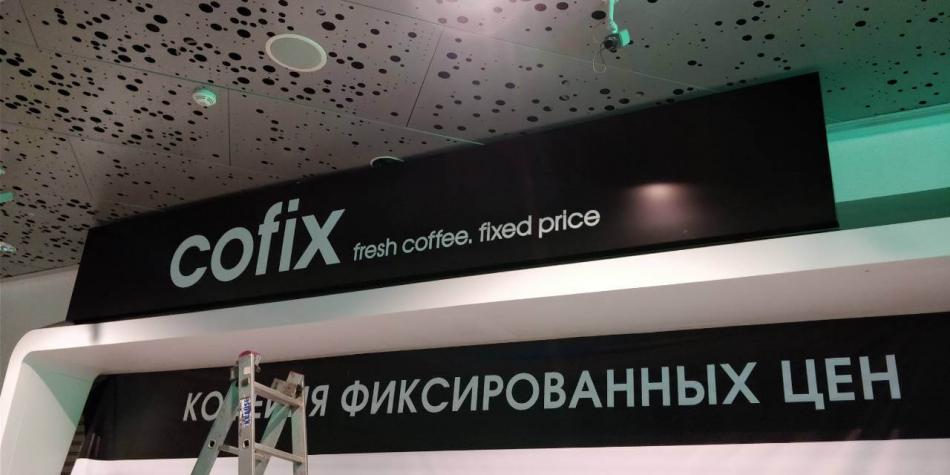 cofix fresh coffee. fixed price
ФИКСИРОВАННЫХ ЦЕН